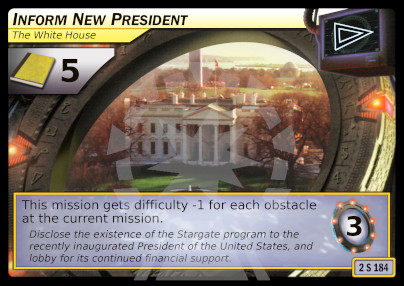 INFORM NEW PRESIDENT
The White House
5
This mission gets difficulty -1 for each obstacle
at the current mission.
Disclose the existence of the Stargate program to the
recently inaugurated President of the United States, and
lobby for its continued financial support.
3
2 S 184